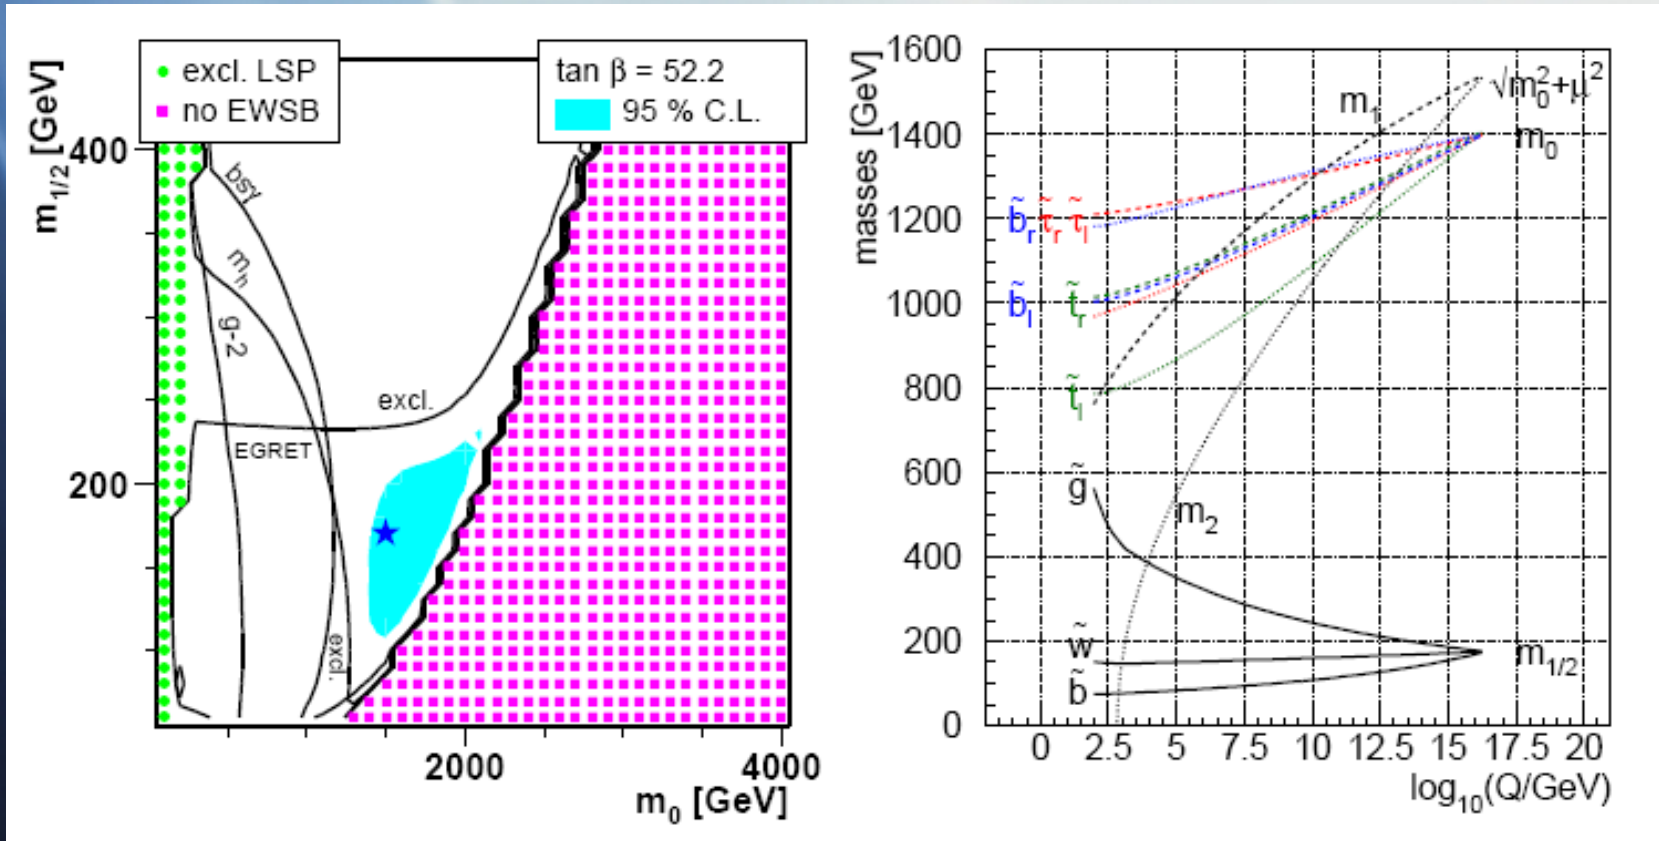 excl. LSP
no EWSB
tan β = 52.2
95 % C.L.
m1/2 [GeV]
400
200
bsγ
mh
g-2
excl.
EGRET
excl.
2000
4000
m0 [GeV]
masses [GeV]
1600
1400
1200
1000
800
600
400
200
0
m1
√m0²+μ²
m0
b̃r τ̃r τ̃l
b̃l
t̃r
t̃l
g̃
m2
w̃
b̃
m1/2
0 2.5 5 7.5 10 12.5 15 17.5 20
log10(Q/GeV)